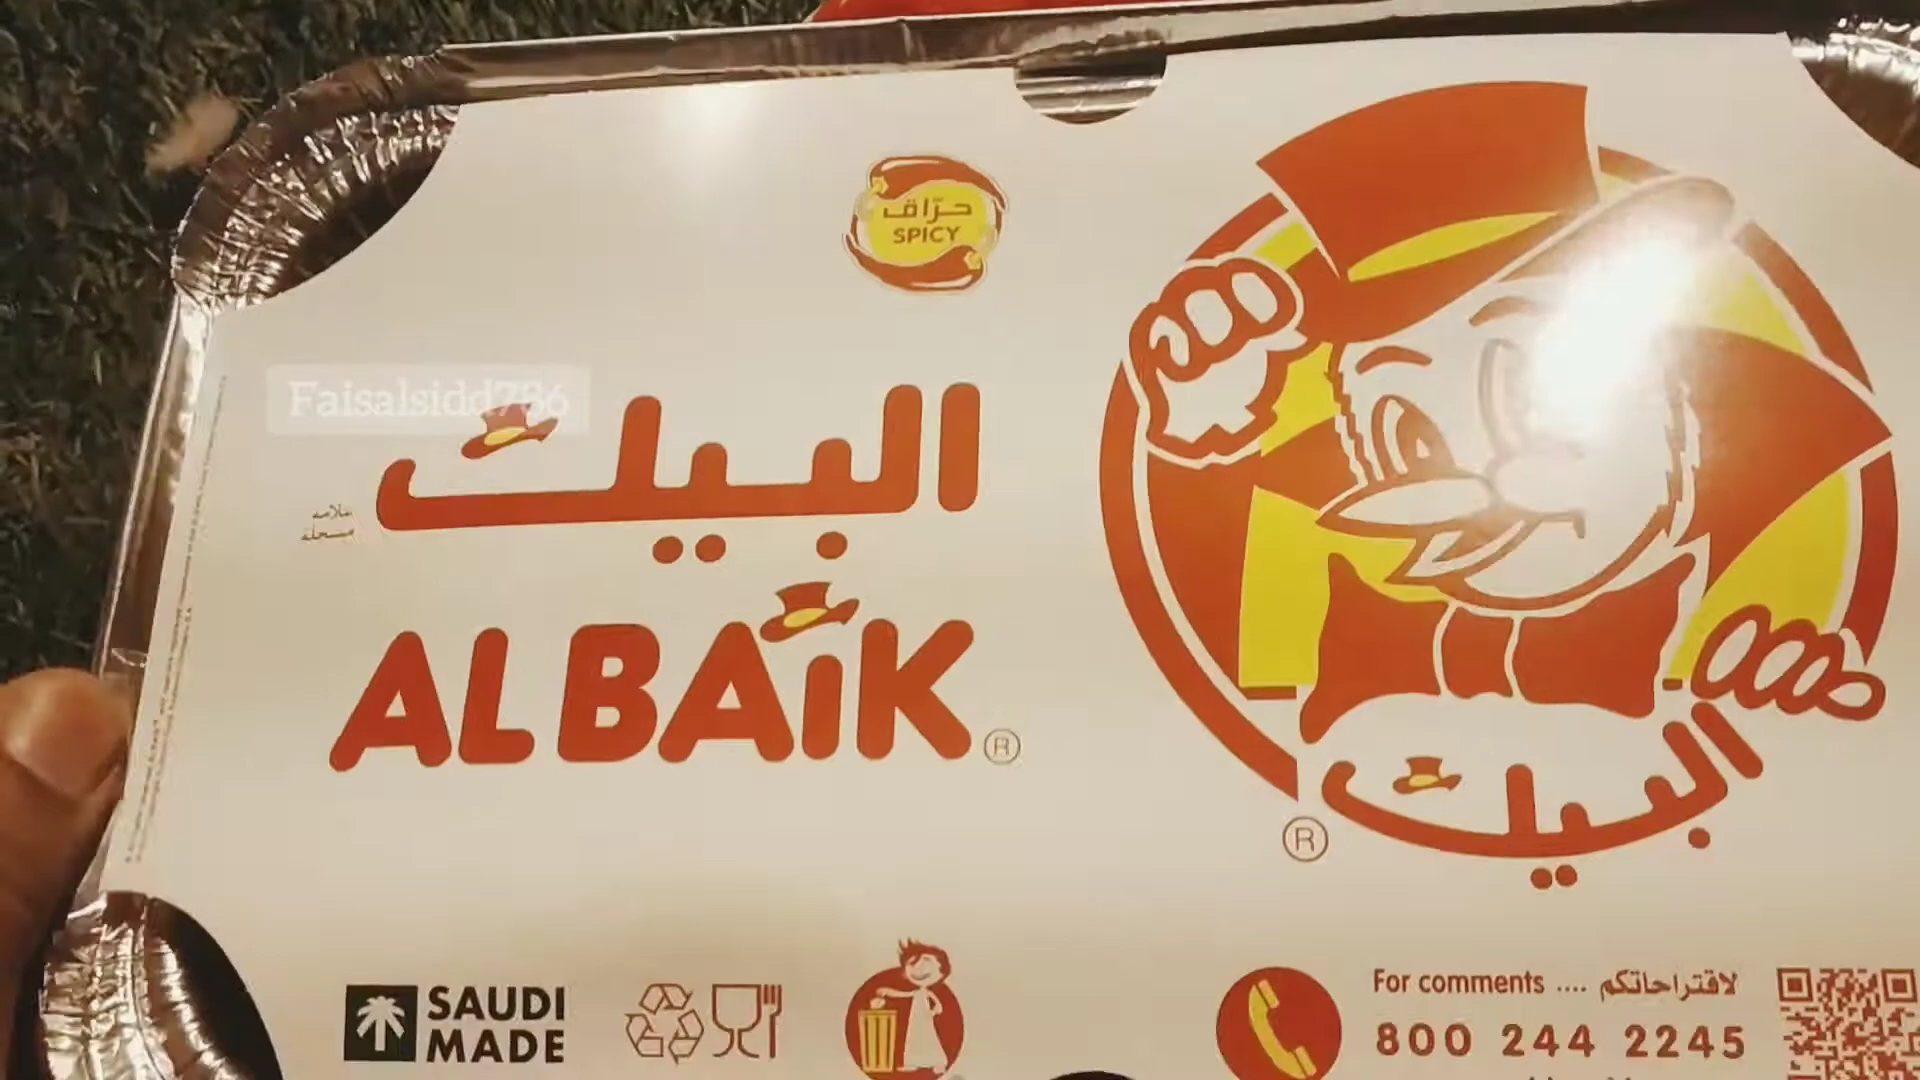 حرّاق
SPICY
Faisalsidd786
البيك
علامة
مسجلة
ALBAIK
®
البيك
®
SAUDI
MADE
For comments .... لاقتراحاتكم
800 244 2245